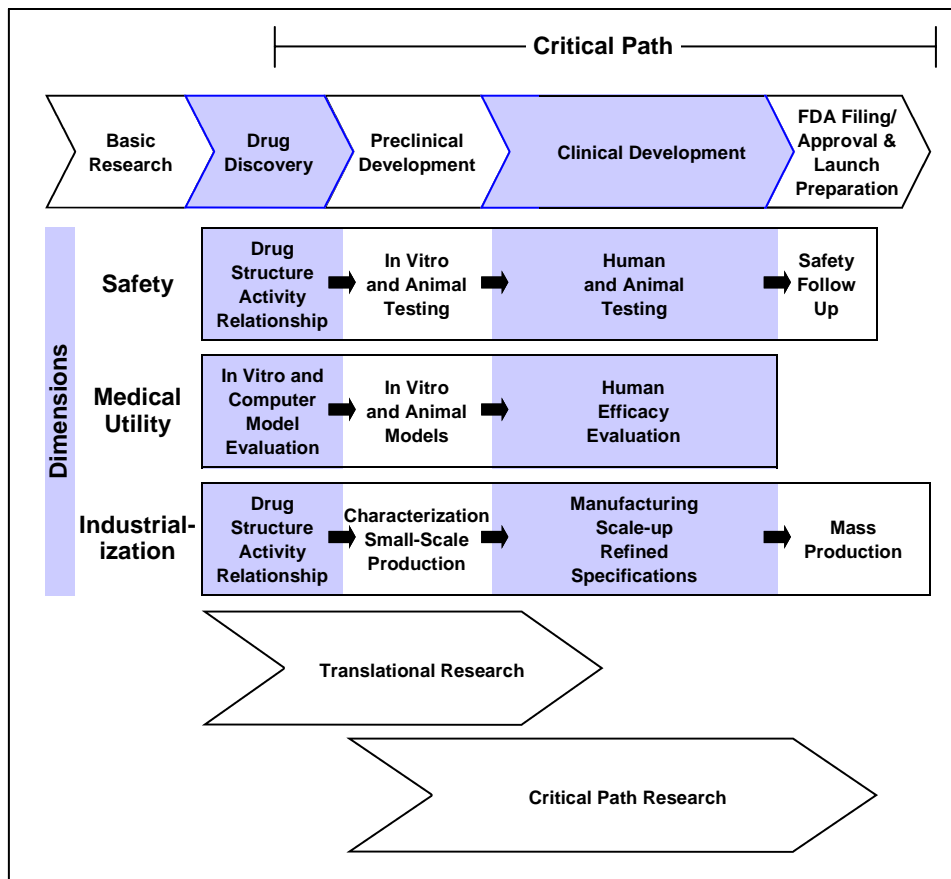 Critical Path
Basic
Research
Drug
Discovery
Preclinical
Development
Clinical Development
FDA Filing/
Approval &
Launch
Preparation
Dimensions
Safety
Drug
Structure
Activity
Relationship
In Vitro
and Animal
Testing
Human
and Animal
Testing
Safety
Follow
Up
Medical
Utility
In Vitro and
Computer
Model
Evaluation
In Vitro
and Animal
Models
Human
Efficacy
Evaluation
Industrial-
ization
Drug
Structure
Activity
Relationship
Characterization
Small-Scale
Production
Manufacturing
Scale-up
Refined
Specifications
Mass
Production
Translational Research
Critical Path Research